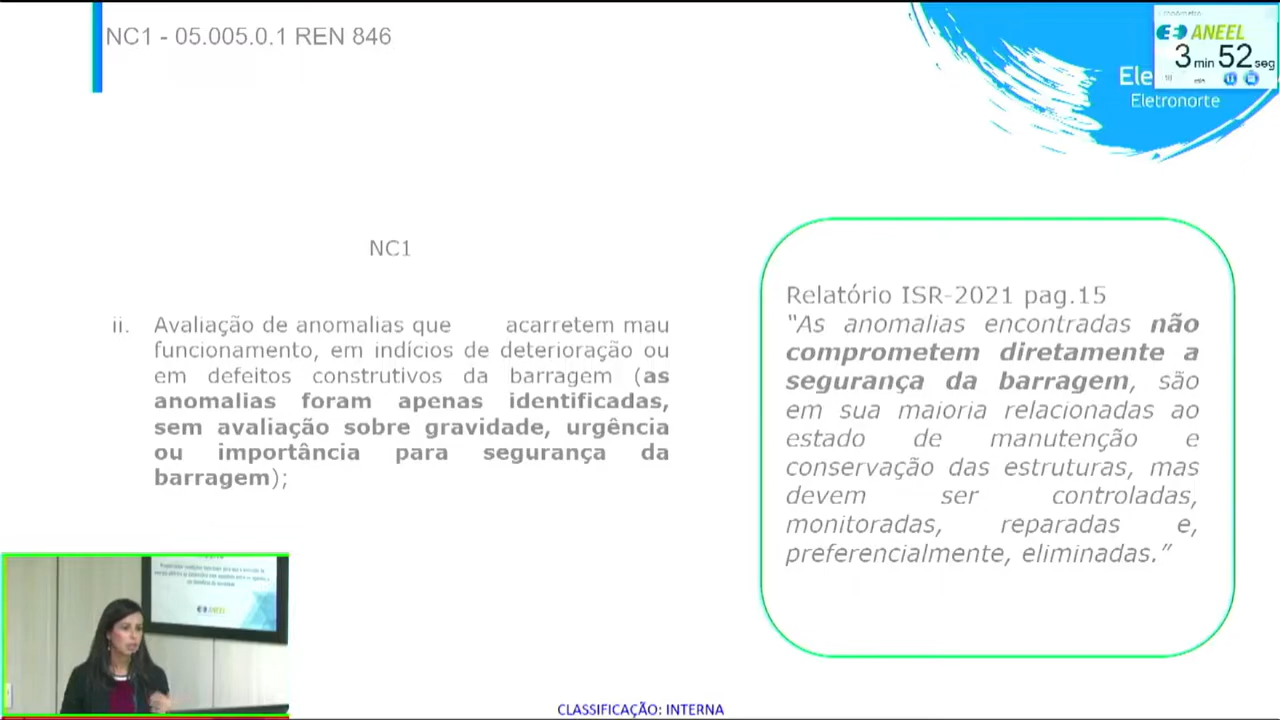 NC1 - 05.005.0.1 REN 846
ANEEL
3 min 52 seg
Ele
Eletronorte
NC1
ii. Avaliação de anomalias que acarretem mau
funcionamento, em indícios de deterioração ou
em defeitos construtivos da barragem (as
anomalias foram apenas identificadas,
sem avaliação sobre gravidade, urgência
ou importância para segurança da
barragem);
Relatório ISR-2021 pag.15
“As anomalias encontradas não
comprometem diretamente a
segurança da barragem, são
em sua maioria relacionadas ao
estado de manutenção e
conservação das estruturas, mas
devem ser controladas,
monitoradas, reparadas e,
preferencialmente, eliminadas.”
ANEEL
CLASSIFICAÇÃO: INTERNA